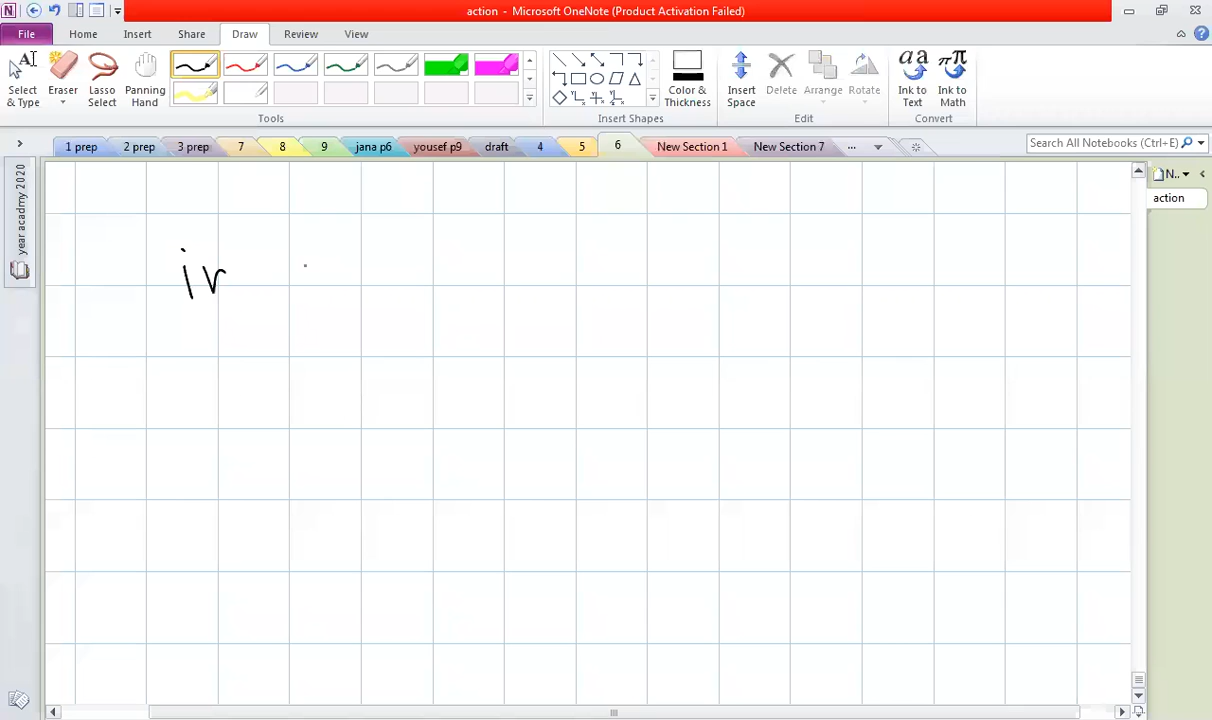 action - Microsoft OneNote (Product Activation Failed)
File Home Insert Share Draw Review View
Select & Type Eraser Lasso Select Panning Hand Color & Thickness Insert Space Delete Arrange Rotate Ink to Text Ink to Math
Tools Insert Shapes Edit Convert
1 prep 2 prep 3 prep 7 8 9 jana p6 yousef p9 draft 4 5 6 New Section 1 New Section 7 ... Search All Notebooks (Ctrl+E)
N..
action
year acadmy 2020
ir